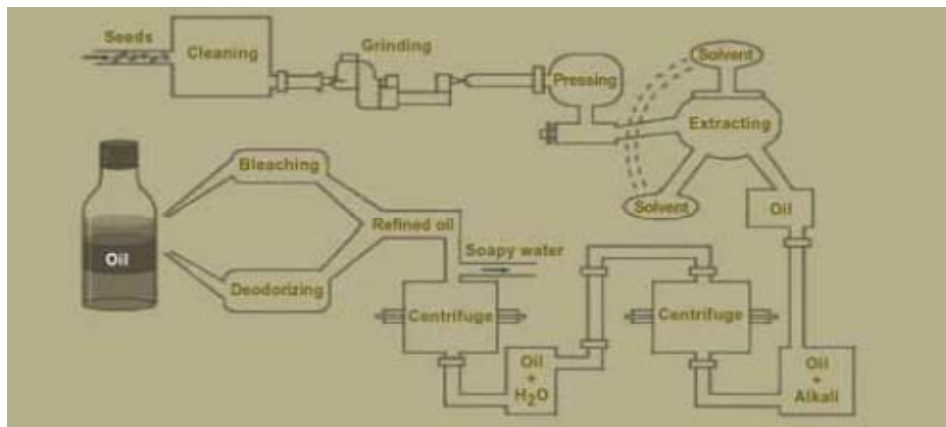 Seeds
Cleaning
Grinding
Pressing
Solvent
Extracting
Solvent
Oil
Oil
+
Alkali
Centrifuge
Oil
+
H₂O
Centrifuge
Soapy water
Refined oil
Bleaching
Deodorizing
Oil